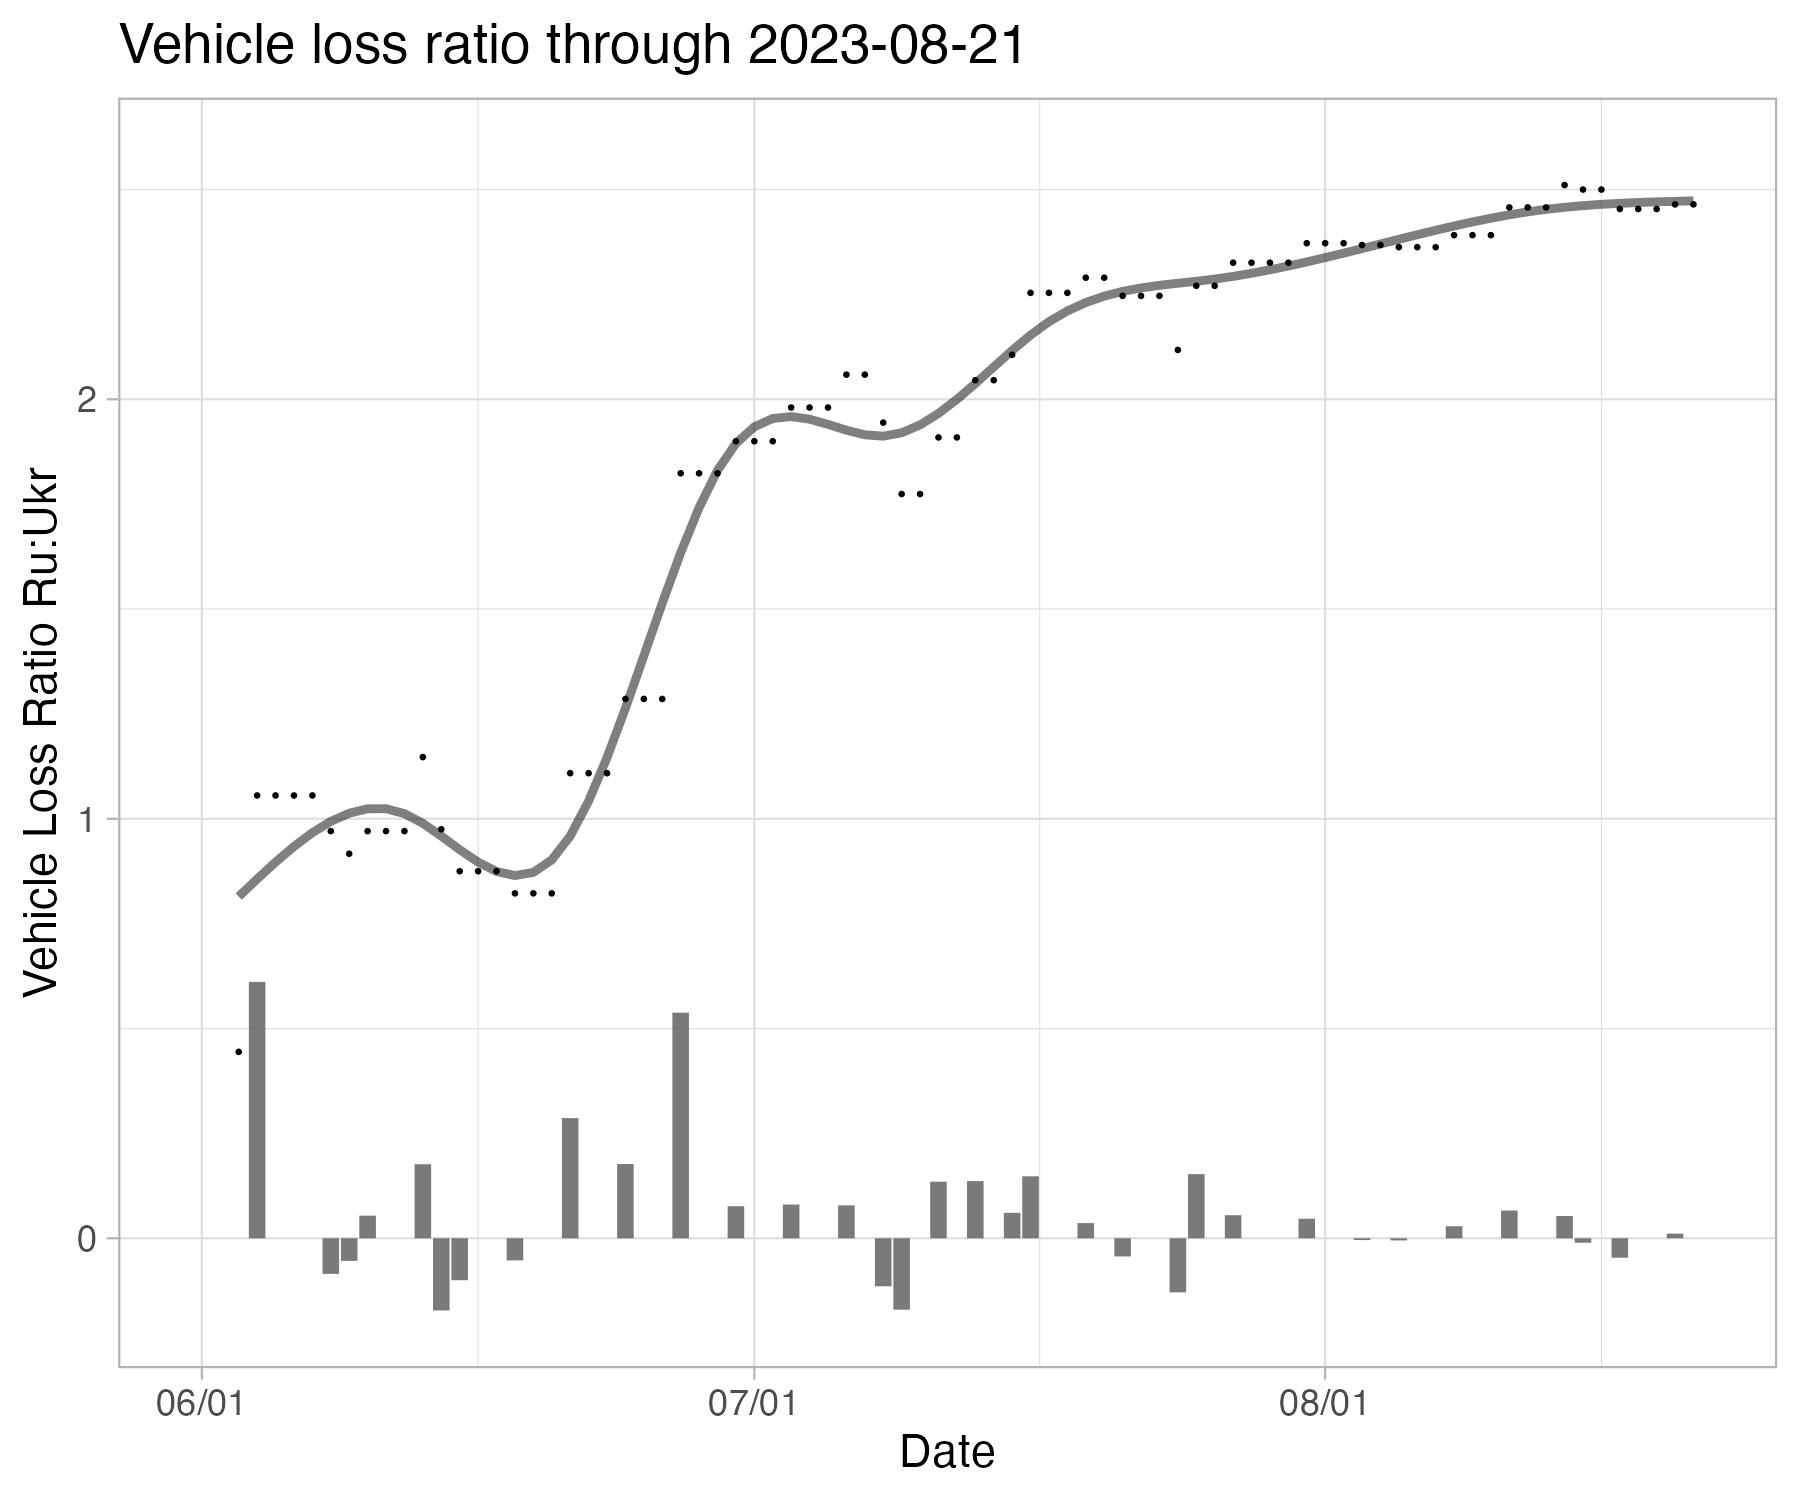 Vehicle loss ratio through 2023-08-21
Vehicle Loss Ratio Ru:Ukr
2
1
0
06/01
07/01
08/01
Date